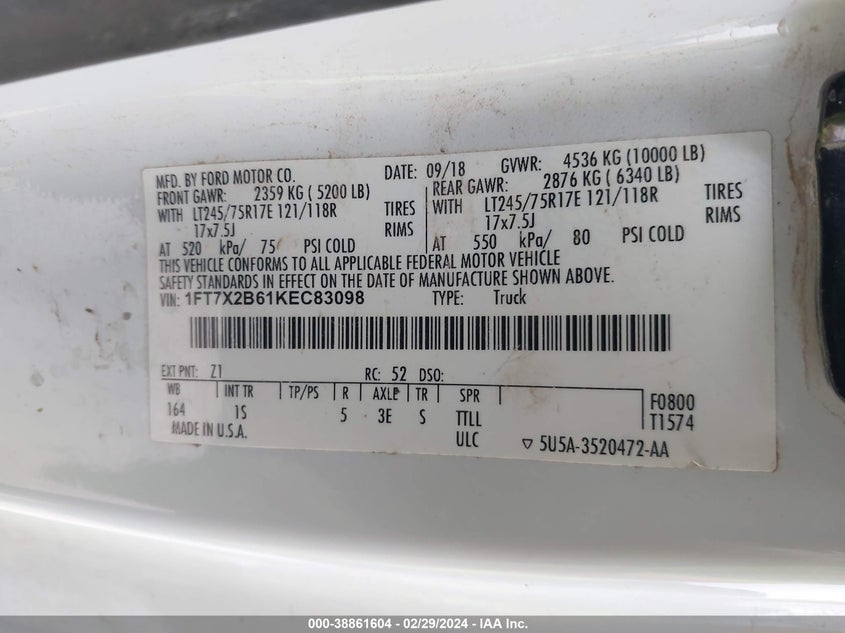 MFD. BY FORD MOTOR CO. DATE: 09/18 GVWR: 4536 KG (10000 LB)
FRONT GAWR: 2359 KG ( 5200 LB) REAR GAWR: 2876 KG ( 6340 LB)
WITH LT245/75R17E 121/118R TIRES WITH LT245/75R17E 121/118R TIRES
17x7.5J RIMS 17x7.5J RIMS
AT 520 kPa/ 75 PSI COLD AT 550 kPa/ 80 PSI COLD
THIS VEHICLE CONFORMS TO ALL APPLICABLE FEDERAL MOTOR VEHICLE
SAFETY STANDARDS IN EFFECT ON THE DATE OF MANUFACTURE SHOWN ABOVE.
VIN: 1FT7X2B61KEC83098 TYPE: Truck
EXT PNT: Z1 RC: 52 DSO:
WB INT TR TP/PS R AXLE TR SPR F0800
164 1S 5 3E S TTLL T1574
MADE IN U.S.A. ULC ▽ 5U5A-3520472-AA
000-38861604 - 02/29/2024 - IAA Inc.